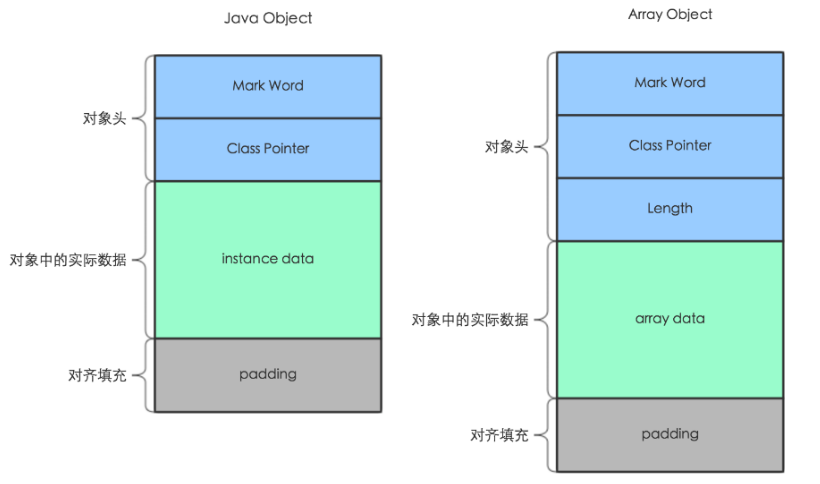 Java Object
对象头
Mark Word
Class Pointer
对象中的实际数据
instance data
对齐填充
padding
Array Object
对象头
Mark Word
Class Pointer
Length
对象中的实际数据
array data
对齐填充
padding